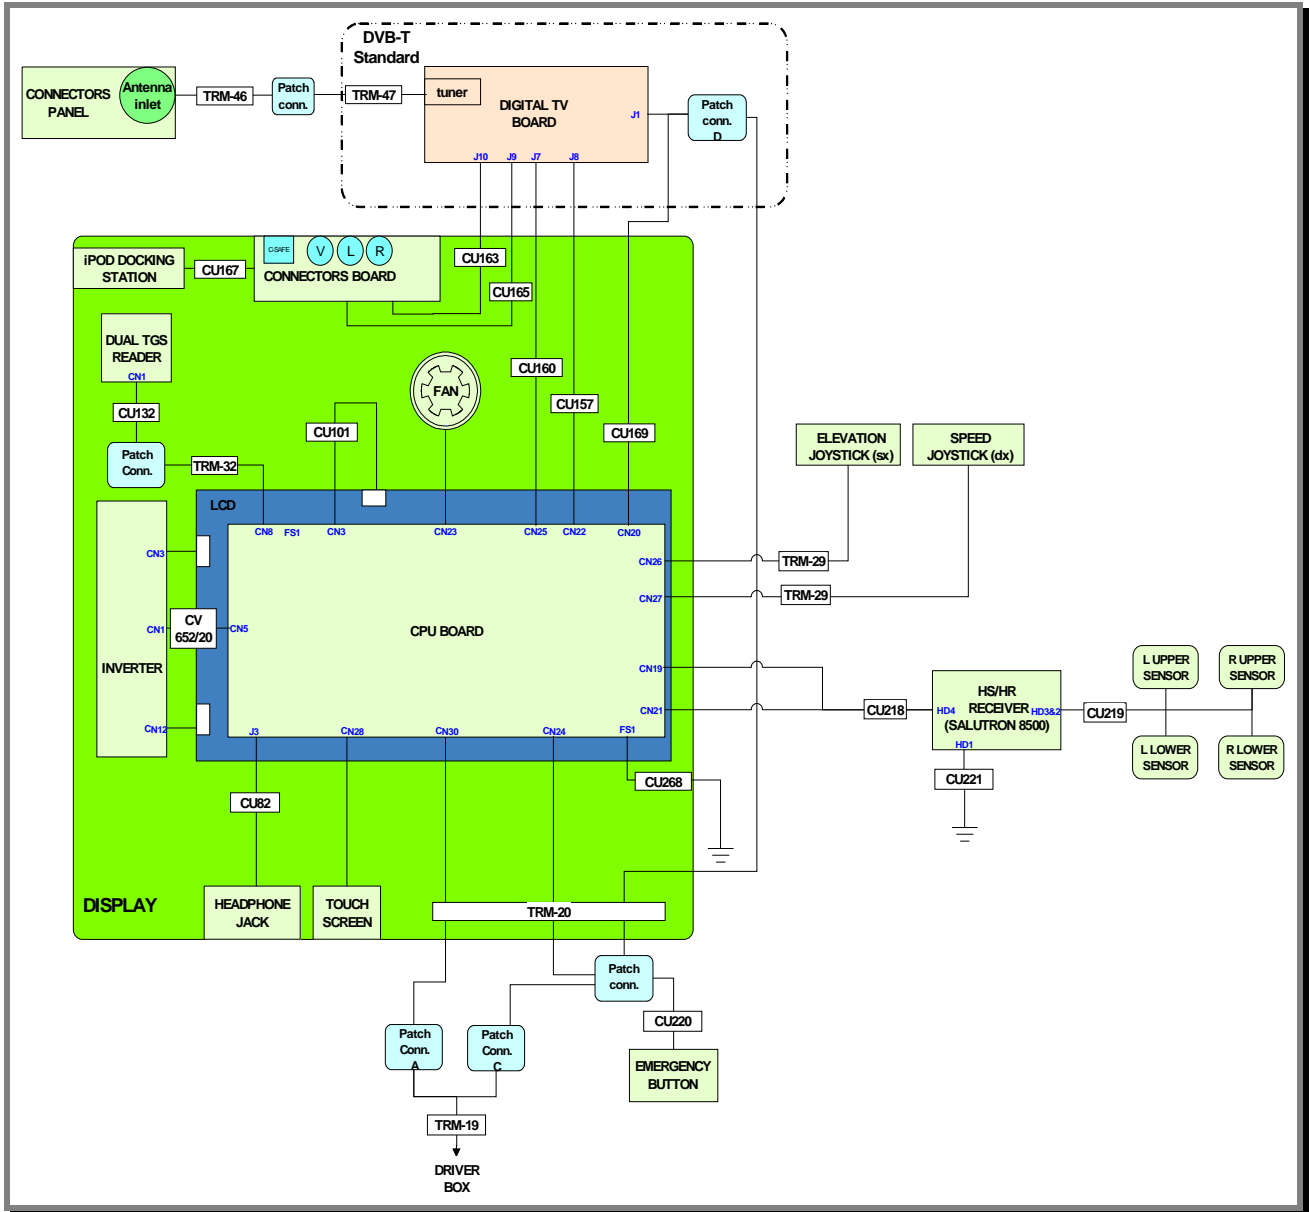 DVB-T
Standard
CONNECTORS
PANEL
Antenna
inlet
TRM-46
Patch
conn.
TRM-47
tuner
DIGITAL TV
BOARD
J1
J10
J9
J7
J8
Patch
conn.
D
iPOD DOCKING
STATION
CU167
C-SAFE
V
L
R
CONNECTORS BOARD
CU163
CU165
DUAL TGS
READER
CN1
CU132
Patch
Conn.
TRM-32
CU101
FAN
CU160
CU157
CU169
ELEVATION
JOYSTICK (sx)
SPEED
JOYSTICK (dx)
LCD
CN8
FS1
CN3
CN23
CN25
CN22
CN20
CN26
TRM-29
CN27
TRM-29
CN3
CN1
CV
652/20
CN5
CPU BOARD
INVERTER
CN12
CN19
CN21
CU218
HS/HR
RECEIVER
(SALUTRON 8500)
HD4
HD3&2
HD1
CU219
L UPPER
SENSOR
R UPPER
SENSOR
L LOWER
SENSOR
R LOWER
SENSOR
CU221
J3
CN28
CN30
CN24
FS1
CU268
CU82
DISPLAY
HEADPHONE
JACK
TOUCH
SCREEN
TRM-20
Patch
conn.
CU220
EMERGENCY
BUTTON
Patch
Conn.
A
Patch
Conn.
C
TRM-19
DRIVER
BOX